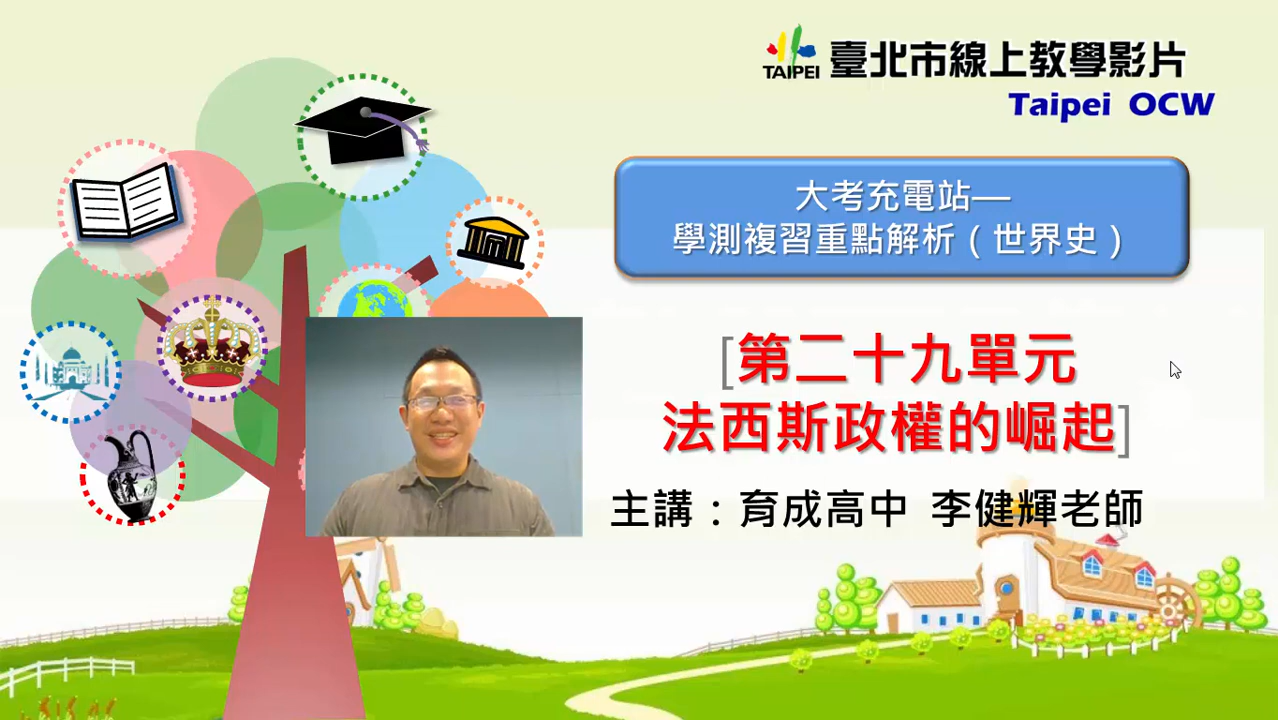 TAIPEI 臺北市線上教學影片
Taipei OCW
大考充電站—
學測複習重點解析（世界史）
[第二十九單元
法西斯政權的崛起]
主講：育成高中 李健輝老師